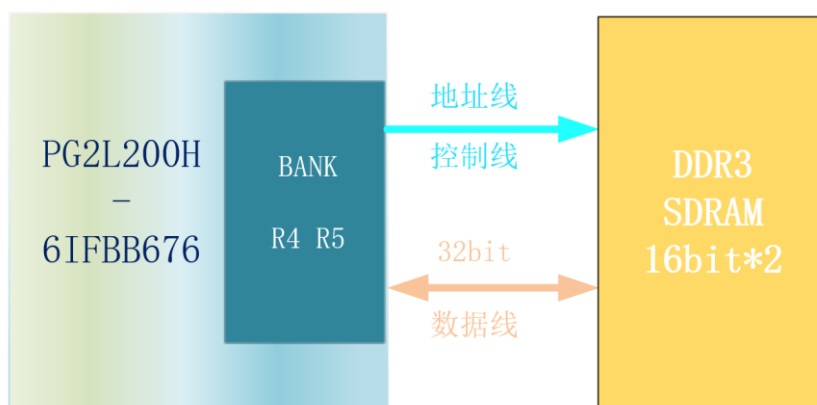 PG2L200H
-
6IFBB676
BANK
R4 R5
地址线
控制线
32bit
数据线
DDR3
SDRAM
16bit*2